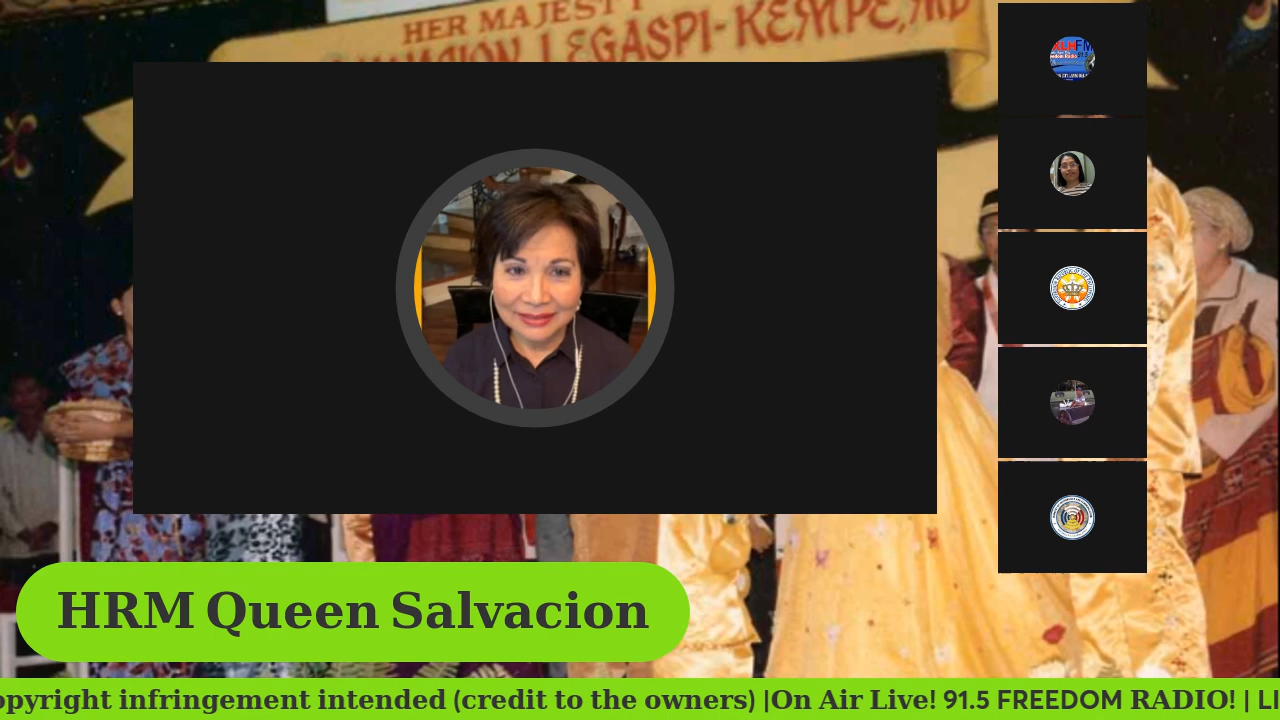 HER MAJESTY
LEGASPI-KEMPE, MD
XLHFM
HRM Queen Salvacion
opyright infringement intended (credit to the owners) |On Air Live! 91.5 FREEDOM RADIO! | LI